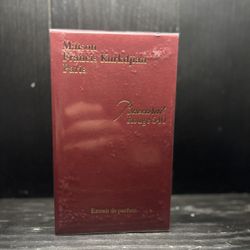 Maison
Francis Kurkdjian
Paris
Baccarat
Rouge 540
Extrait de parfum